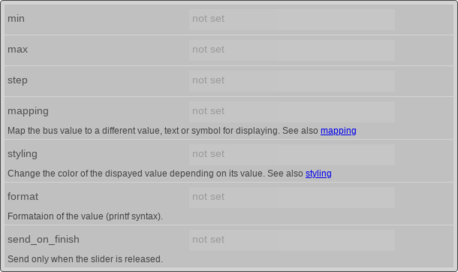 min not set
max not set
step not set
mapping not set
Map the bus value to a different value, text or symbol for displaying. See also mapping
styling not set
Change the color of the dispayed value depending on its value. See also styling
format not set
Formataion of the value (printf syntax).
send_on_finish not set
Send only when the slider is released.